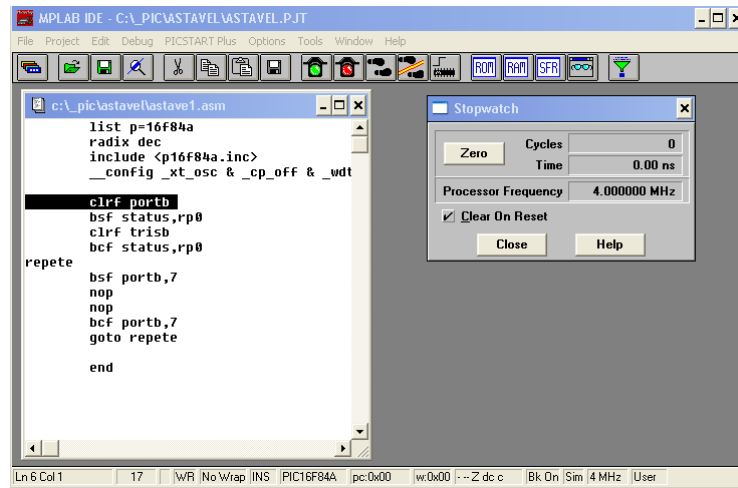 MPLAB IDE - C:\_PIC\ASTAVEL\ASTAVEL.PJT
File Project Edit Debug PICSTART Plus Options Tools Window Help
ROM RAM SFR
c:\_pic\astavel\astave1.asm
list p=16f84a
radix dec
include <p16f84a.inc>
__config _xt_osc & _cp_off & _wdt
clrf portb
bsf status,rp0
clrf trisb
bcf status,rp0
repete
bsf portb,7
nop
nop
bcf portb,7
goto repete
end
Stopwatch
Zero
Cycles 0
Time 0.00 ns
Processor Frequency 4.000000 MHz
Clear On Reset
Close Help
Ln 6 Col 1 17 WR No Wrap INS PIC16F84A pc:0x00 w:0x00 - -- Z dc c Bk On Sim 4 MHz User